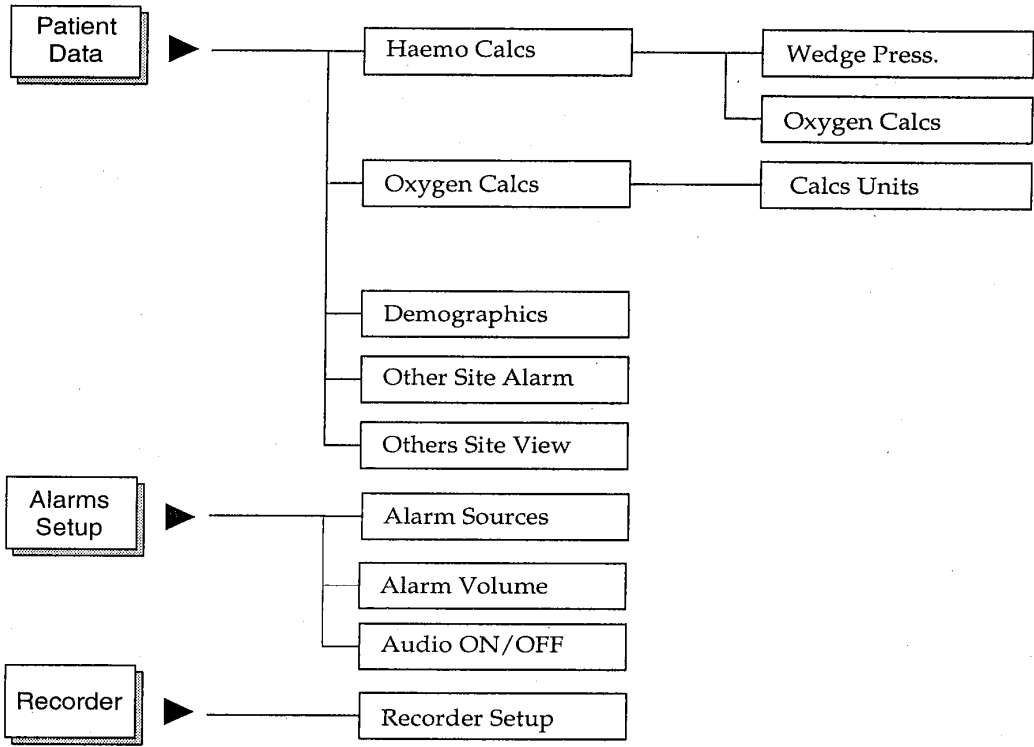 Patient
Data
Haemo Calcs
Wedge Press.
Oxygen Calcs
Oxygen Calcs
Calcs Units
Demographics
Other Site Alarm
Others Site View
Alarms
Setup
Alarm Sources
Alarm Volume
Audio ON/OFF
Recorder
Recorder Setup